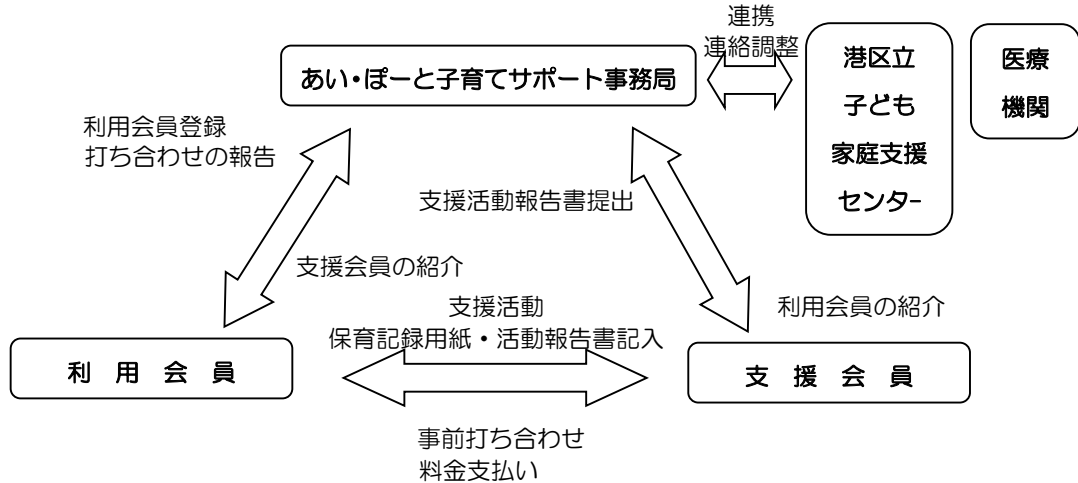 連携
連絡調整
あい・ぽーと子育てサポート事務局
港区立
子ども
家庭支援
センター
医療
機関
利用会員登録
打ち合わせの報告
支援活動報告書提出
支援会員の紹介
利用会員の紹介
支援活動
保育記録用紙・活動報告書記入
利 用 会 員
支 援 会 員
事前打ち合わせ
料金支払い